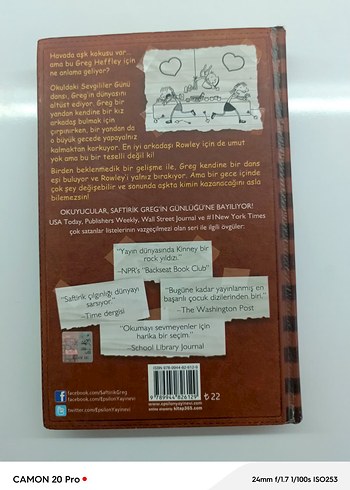 Havada aşk kokusu var...
ama bu Greg Heffley için
ne anlama geliyor?
Okuldaki Sevgililer Günü
dansı, Greg'in dünyasını
altüst ediyor. Greg bir
yandan kendine bir kız
arkadaş bulmak için
çırpınırken, bir yandan da
o büyük gecede yapayalnız
kalmaktan korkuyor. En iyi arkadaşı Rowley için de umut
yok ama bu bir teselli değil ki!
Birden beklenmedik bir gelişme ile, Greg kendine bir dans
eşi buluyor ve Rowley'i yalnız bırakıyor. Ama bir gece içinde
çok şey değişebilir ve sonunda aşkta kimin kazanacağını asla
bilemezsin!
OKUYUCULAR, SAFTİRİK GREG'İN GÜNLÜĞÜ'NE BAYILIYOR!
USA Today, Publishers Weekly, Wall Street Journal ve #1 New York Times
çok satanlar listelerinin vazgeçilmezi olan seri ile ilgili övgüler:
"Yayın dünyasında Kinney bir
rock yıldızı."
–NPR's "Backseat Book Club"
"Saftirik çılgınlığı dünyayı
sarsıyor."
–Time dergisi
"Bugüne kadar yayınlanmış en
başarılı çocuk dizilerinden biri."
–The Washington Post
"Okumayı sevmeyenler için
harika bir seçim."
–School Library Journal
facebook.com/SaftirikGreg
facebook.com/EpsilonYayinevi
twitter.com/EpsilonYayinevi
₺22
www.epsilonyayinevi.com
online alışveriş: kitap365.com
CAMON 20 Pro
24mm f/1.7 1/100s ISO253